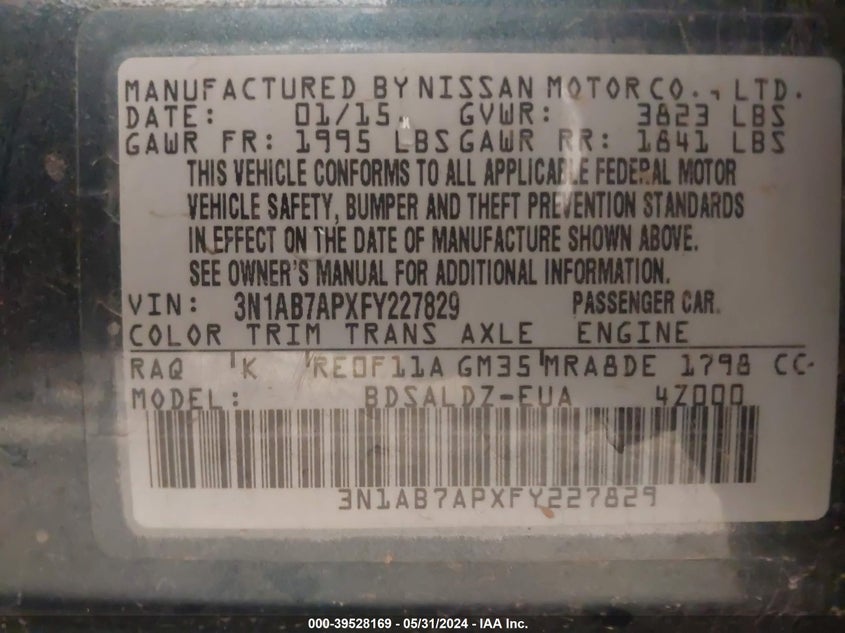 MANUFACTURED BY NISSAN MOTOR CO., LTD.
DATE: 01/15 GVWR: 3823 LBS
GAWR FR: 1995 LBS GAWR RR: 1841 LBS
THIS VEHICLE CONFORMS TO ALL APPLICABLE FEDERAL MOTOR
VEHICLE SAFETY, BUMPER AND THEFT PREVENTION STANDARDS
IN EFFECT ON THE DATE OF MANUFACTURE SHOWN ABOVE.
SEE OWNER'S MANUAL FOR ADDITIONAL INFORMATION.
VIN: 3N1AB7APXFY227829 PASSENGER CAR.
COLOR TRIM TRANS AXLE ENGINE
RAQ K RE0F11A GM35 MRA8DE 1798 CC
MODEL: BDSALDZ-EUA 4Z000
3N1AB7APXFY227829
000-39528169 - 05/31/2024 - IAA Inc.